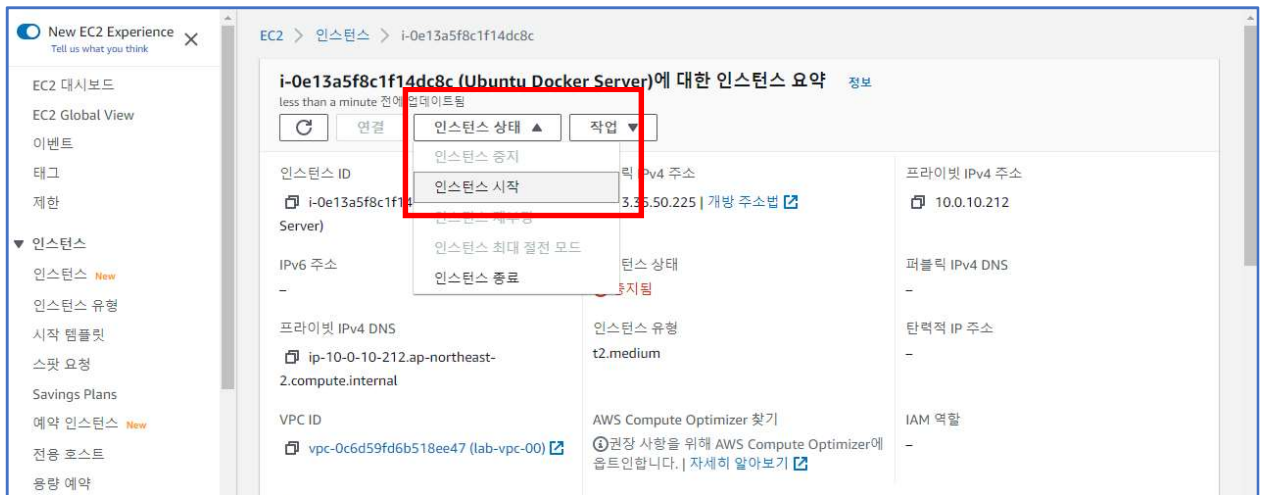 New EC2 Experience
Tell us what you think
EC2 대시보드
EC2 Global View
이벤트
태그
제한
인스턴스
인스턴스 New
인스턴스 유형
시작 템플릿
스팟 요청
Savings Plans
예약 인스턴스 New
전용 호스트
용량 예약
EC2 > 인스턴스 > i-0e13a5f8c1f14dc8c
i-0e13a5f8c1f14dc8c (Ubuntu Docker Server)에 대한 인스턴스 요약 정보
less than a minute 전에 업데이트됨
연결 인스턴스 상태 ▲ 작업 ▼
인스턴스 중지
인스턴스 시작
인스턴스 최대 절전 모드
인스턴스 종료
인스턴스 ID
i-0e13a5f8c1f14
Server)
릭 IPv4 주소
3.35.50.225 | 개방 주소법
프라이빗 IPv4 주소
10.0.10.212
IPv6 주소
–
턴스 상태
중지됨
퍼블릭 IPv4 DNS
–
프라이빗 IPv4 DNS
ip-10-0-10-212.ap-northeast-
2.compute.internal
인스턴스 유형
t2.medium
탄력적 IP 주소
–
VPC ID
vpc-0c6d59fd6b518ee47 (lab-vpc-00)
AWS Compute Optimizer 찾기
권장 사항을 위해 AWS Compute Optimizer에
옵트인합니다. | 자세히 알아보기
IAM 역할
–